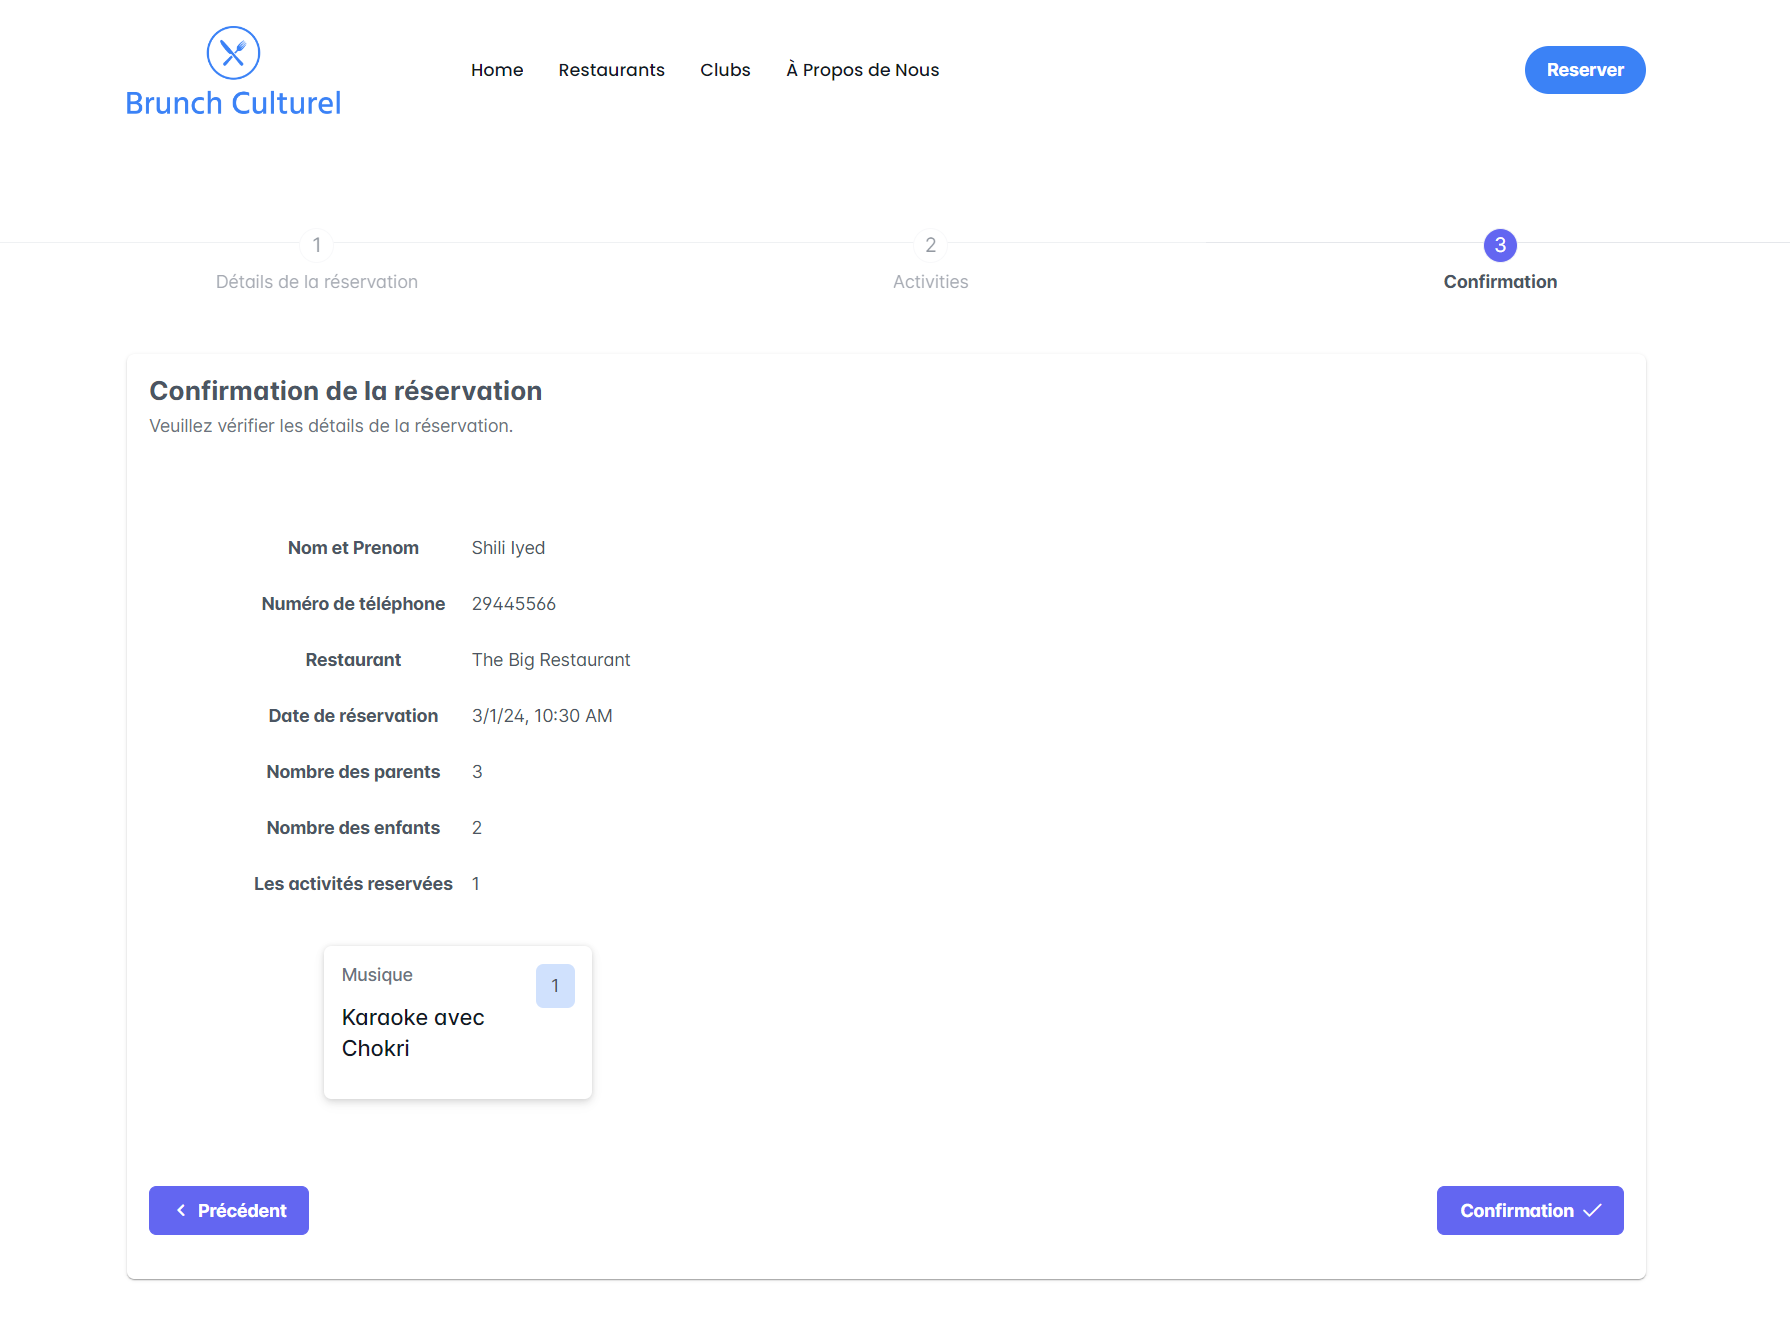 Brunch Culturel
Home Restaurants Clubs À Propos de Nous
Reserver
1 2 3
Détails de la réservation Activities Confirmation
Confirmation de la réservation
Veuillez vérifier les détails de la réservation.
Nom et Prenom Shili Iyed
Numéro de téléphone 29445566
Restaurant The Big Restaurant
Date de réservation 3/1/24, 10:30 AM
Nombre des parents 3
Nombre des enfants 2
Les activités reservées 1
Musique
1
Karaoke avec
Chokri
Précédent
Confirmation